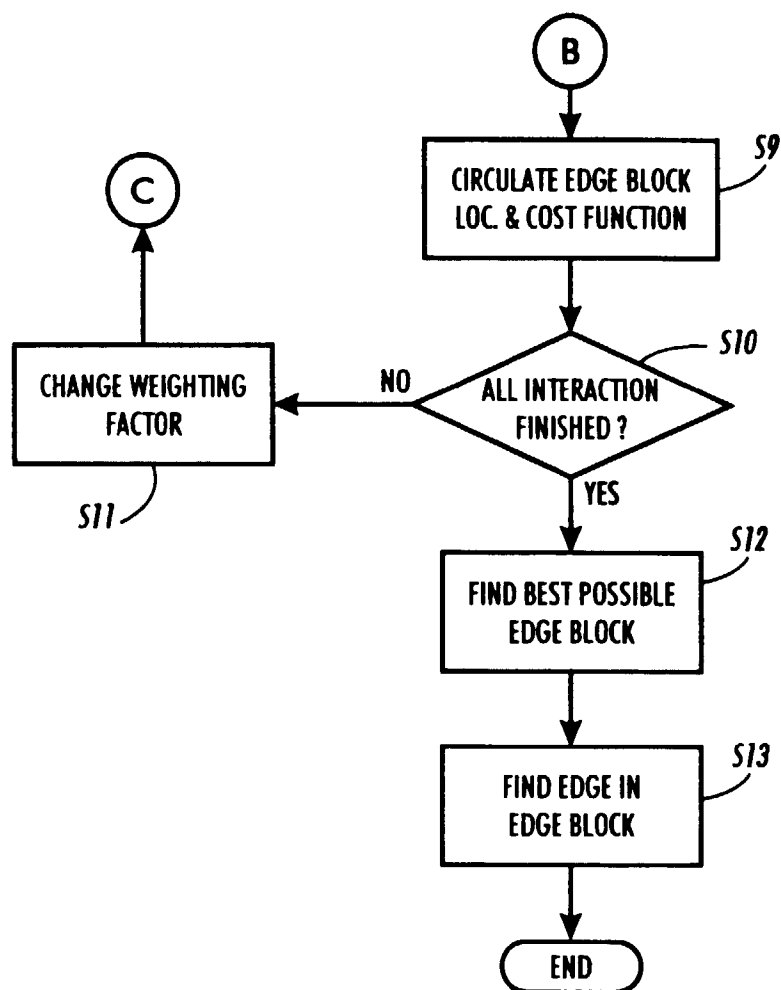 B
S9
CIRCULATE EDGE BLOCK
LOC. & COST FUNCTION
C
S10
ALL INTERACTION
FINISHED ?
NO
CHANGE WEIGHTING
FACTOR
S11
YES
S12
FIND BEST POSSIBLE
EDGE BLOCK
S13
FIND EDGE IN
EDGE BLOCK
END